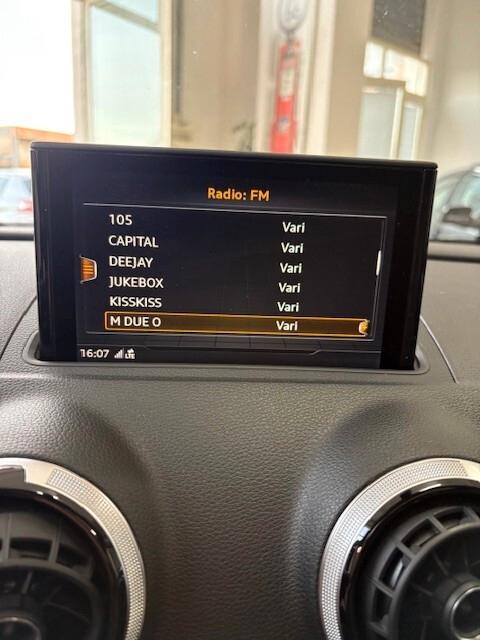 Radio: FM
105 Vari
CAPITAL Vari
DEEJAY Vari
JUKEBOX Vari
KISSKISS Vari
M DUE O Vari
16:07 LTE